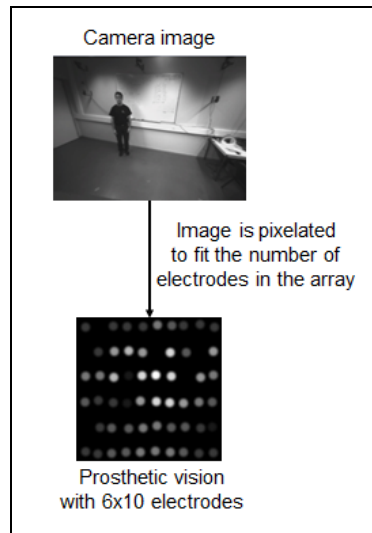 Camera image
Image is pixelated
to fit the number of
electrodes in the array
Prosthetic vision
with 6x10 electrodes